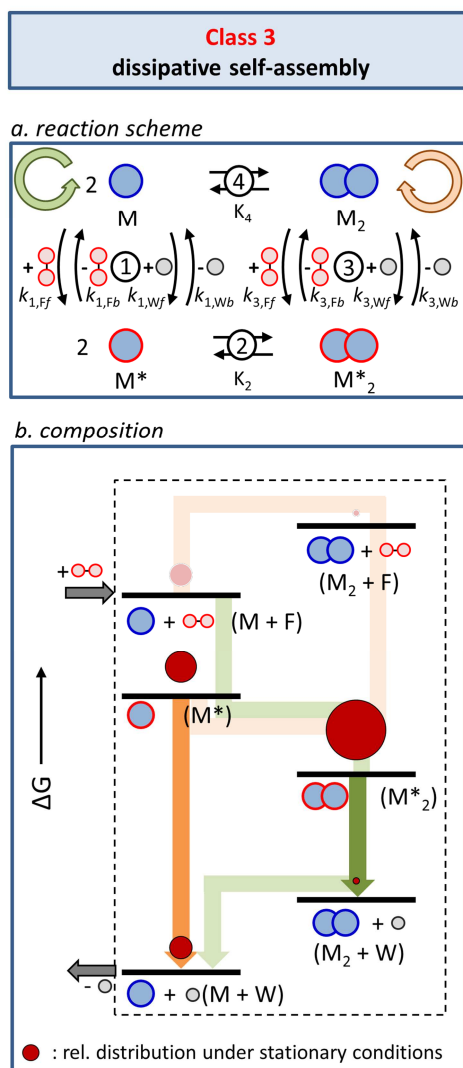 Class 3
dissipative self-assembly
a. reaction scheme
2 M 4 K4 M2
+ - 1 + - + - 3 + -
k1,Ff k1,Fb k1,Wf k1,Wb k3,Ff k3,Fb k3,Wf k3,Wb
2 M* 2 K2 M*2
b. composition
+ (M2 + F)
+
+ (M + F)
(M*)
(M*2)
ΔG
+ (M2 + W)
- + (M + W)
: rel. distribution under stationary conditions